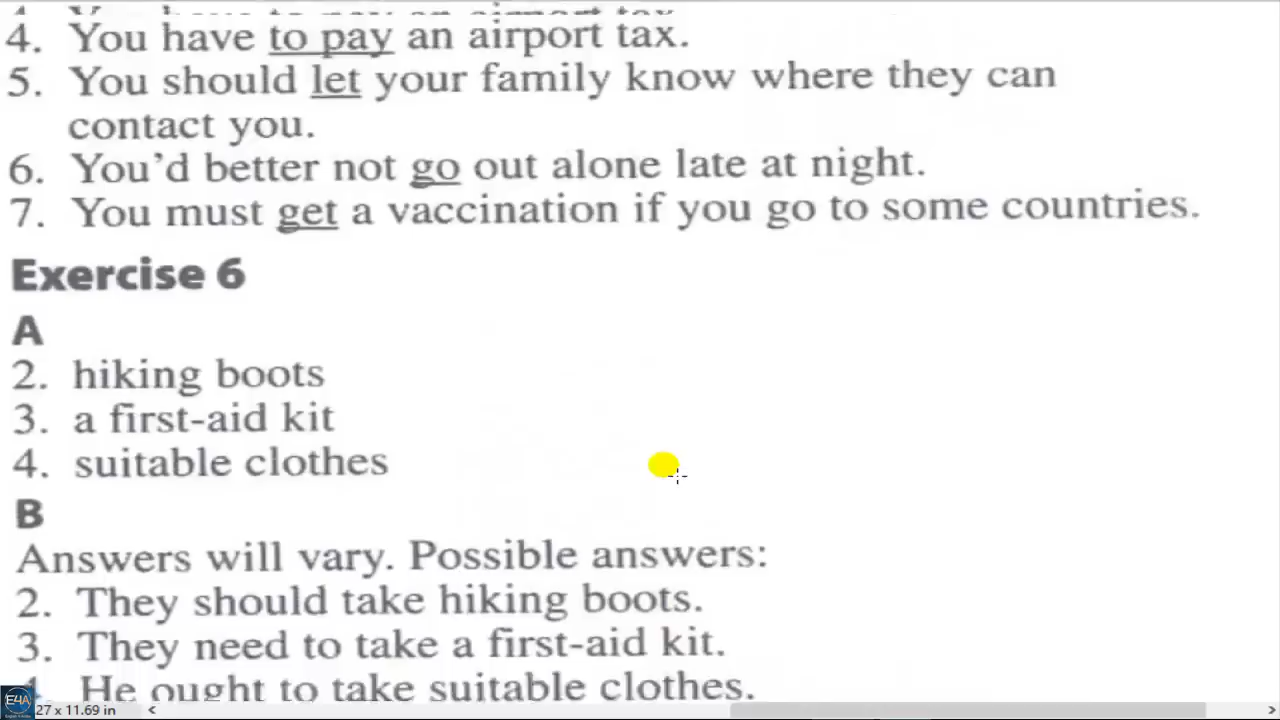 4. You have to pay an airport tax.
5. You should let your family know where they can
contact you.
6. You'd better not go out alone late at night.
7. You must get a vaccination if you go to some countries.
Exercise 6
A
2. hiking boots
3. a first-aid kit
4. suitable clothes
B
Answers will vary. Possible answers:
2. They should take hiking boots.
3. They need to take a first-aid kit.
4. He ought to take suitable clothes.
E4A
27 x 11.69 in